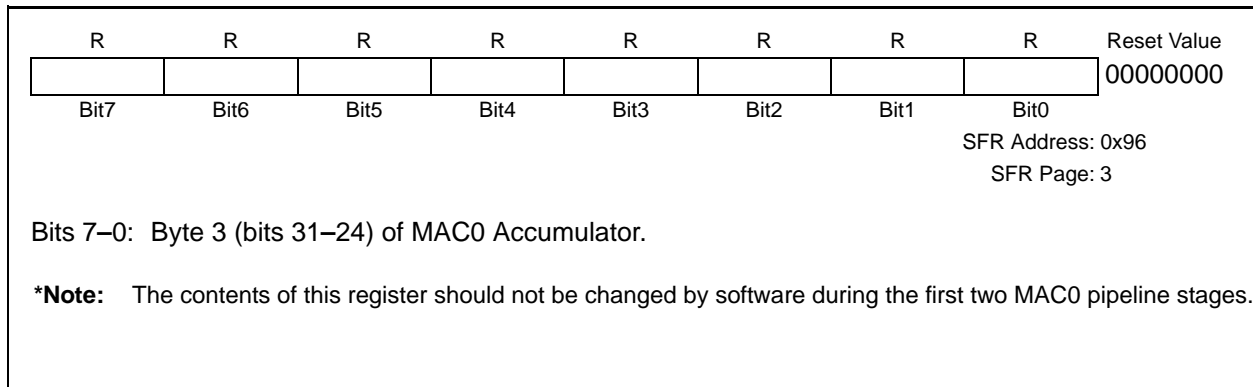 R R R R R R R R Reset Value
00000000
Bit7 Bit6 Bit5 Bit4 Bit3 Bit2 Bit1 Bit0
SFR Address: 0x96
SFR Page: 3
Bits 7–0: Byte 3 (bits 31–24) of MAC0 Accumulator.
*Note: The contents of this register should not be changed by software during the first two MAC0 pipeline stages.